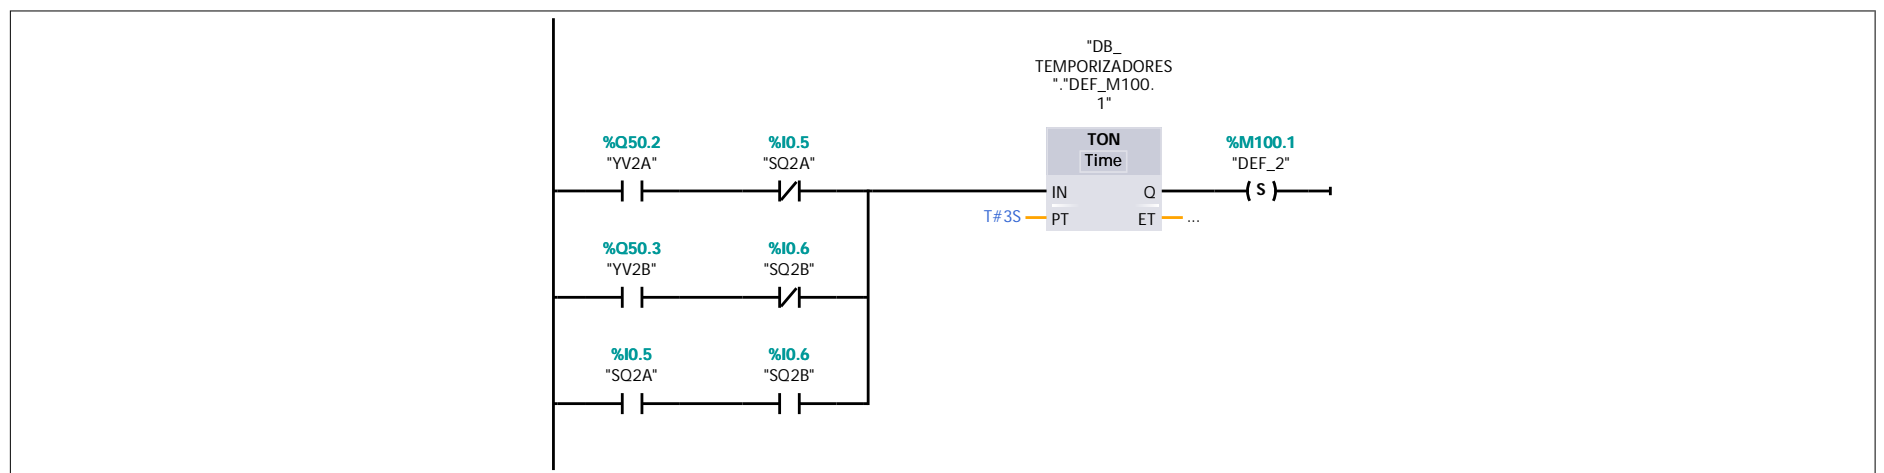 "DB_
TEMPORIZADORES
"."DEF_M100.
1"
%Q50.2
"YV2A"
%I0.5
"SQ2A"
TON
Time
%M100.1
"DEF_2"
IN
Q
S
T#3S
PT
ET
...
%Q50.3
"YV2B"
%I0.6
"SQ2B"
%I0.5
"SQ2A"
%I0.6
"SQ2B"